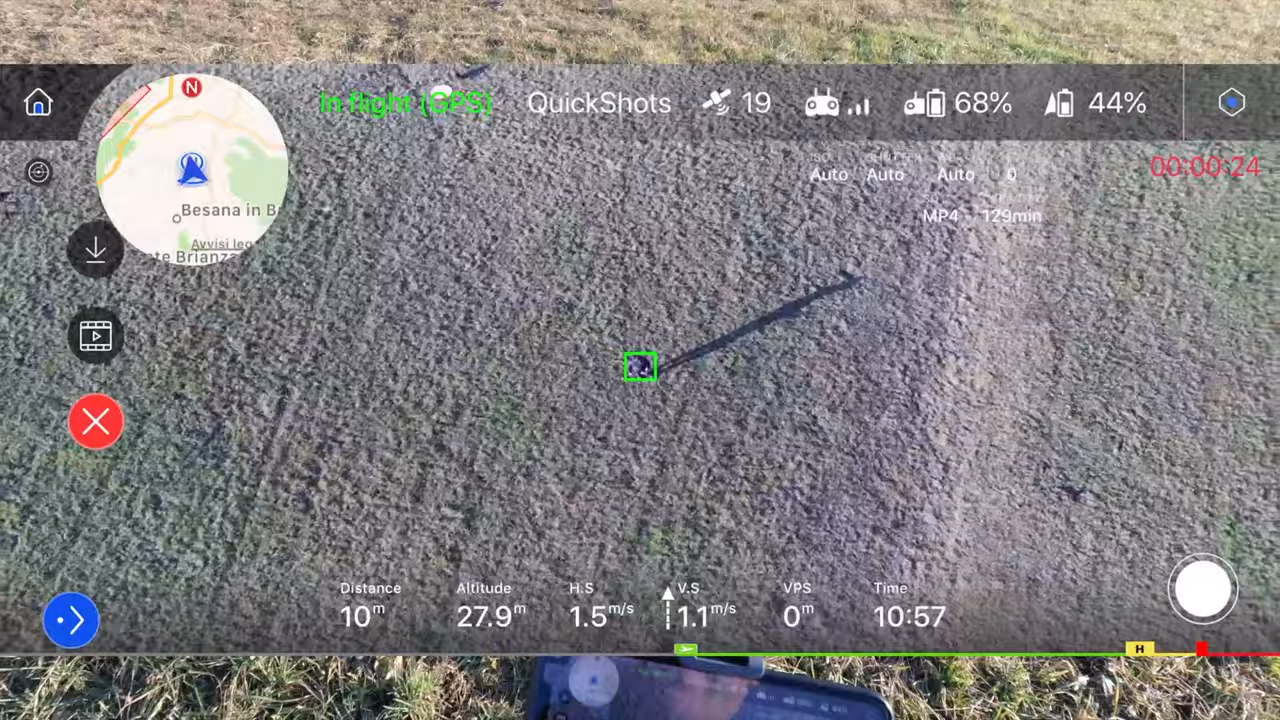 In flight (GPS) QuickShots 19 68% 44%
N
Auto Auto Auto 0
00:00:24
MP4 129min
Besana in B
Avvisi leg
te Brianza
Distance Altitude H.S V.S VPS Time
10m 27.9m 1.5m/s 1.1m/s 0m 10:57
H